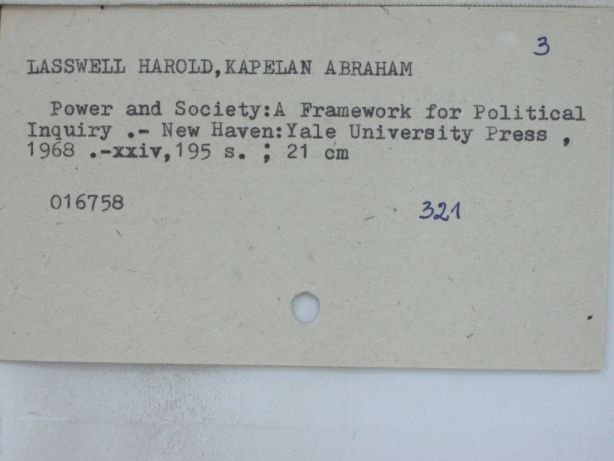 3
LASSWELL HAROLD,KAPELAN ABRAHAM
Power and Society:A Framework for Political
Inquiry .- New Haven:Yale University Press ,
1968 .-xxiv,195 s. ; 21 cm
016758
321